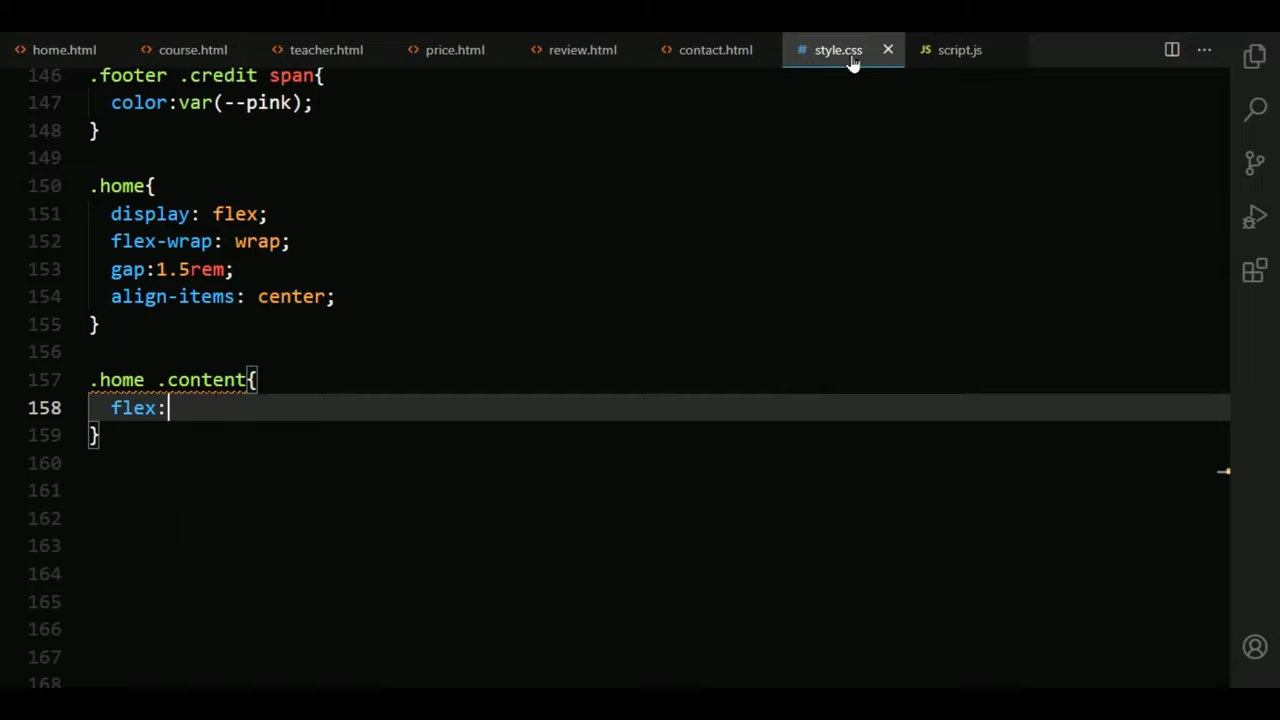 home.html course.html teacher.html price.html review.html contact.html # style.css JS script.js
146 .footer .credit span{
147 color:var(--pink);
148 }
149
150 .home{
151 display: flex;
152 flex-wrap: wrap;
153 gap:1.5rem;
154 align-items: center;
155 }
156
157 .home .content{
158 flex:
159 }
160
161
162
163
164
165
166
167
168